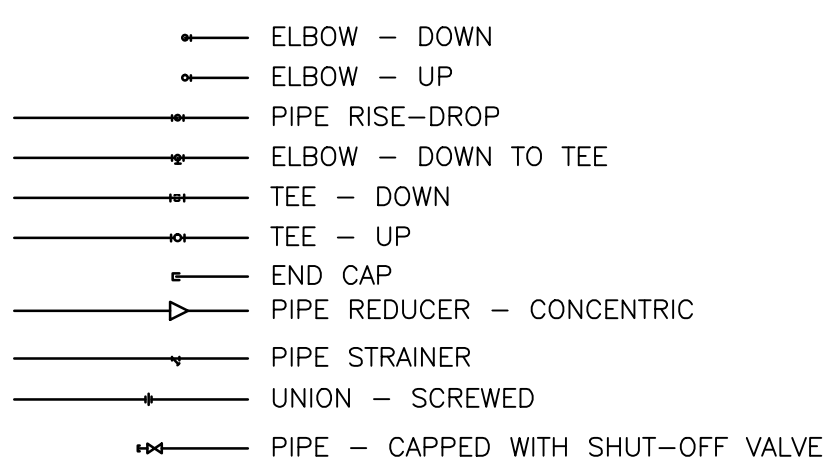 ELBOW - DOWN
ELBOW - UP
PIPE RISE-DROP
ELBOW - DOWN TO TEE
TEE - DOWN
TEE - UP
END CAP
PIPE REDUCER - CONCENTRIC
PIPE STRAINER
UNION - SCREWED
PIPE - CAPPED WITH SHUT-OFF VALVE